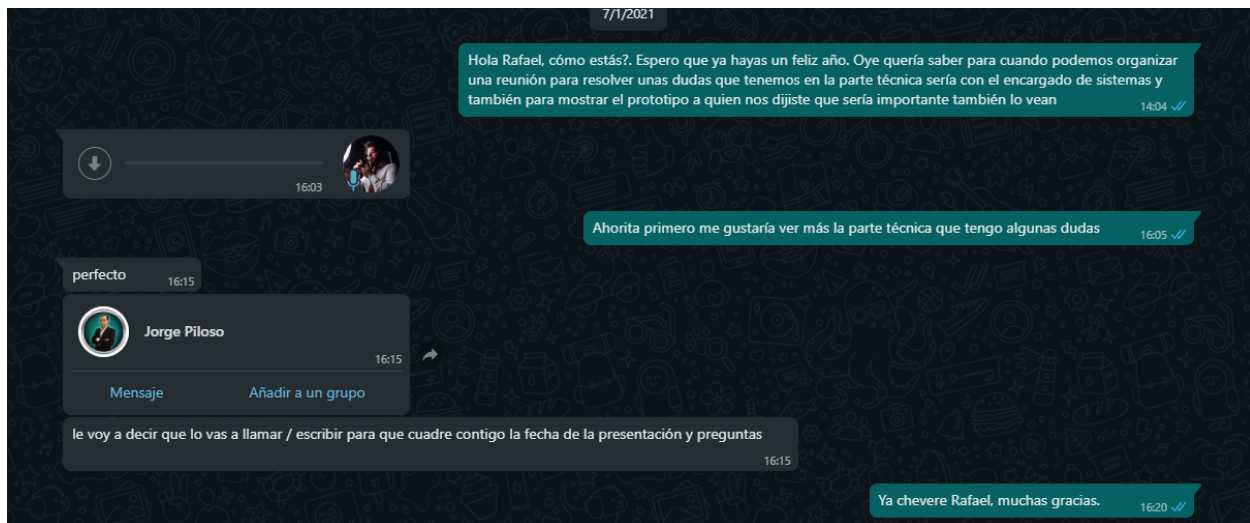 7/1/2021
Hola Rafael, cómo estás?. Espero que ya hayas un feliz año. Oye quería saber para cuando podemos organizar
una reunión para resolver unas dudas que tenemos en la parte técnica sería con el encargado de sistemas y
también para mostrar el prototipo a quien nos dijiste que sería importante también lo vean
14:04
16:03
Ahorita primero me gustaría ver más la parte técnica que tengo algunas dudas
16:05
perfecto
16:15
Jorge Piloso
16:15
Mensaje
Añadir a un grupo
le voy a decir que lo vas a llamar / escribir para que cuadre contigo la fecha de la presentación y preguntas
16:15
Ya chevere Rafael, muchas gracias.
16:20